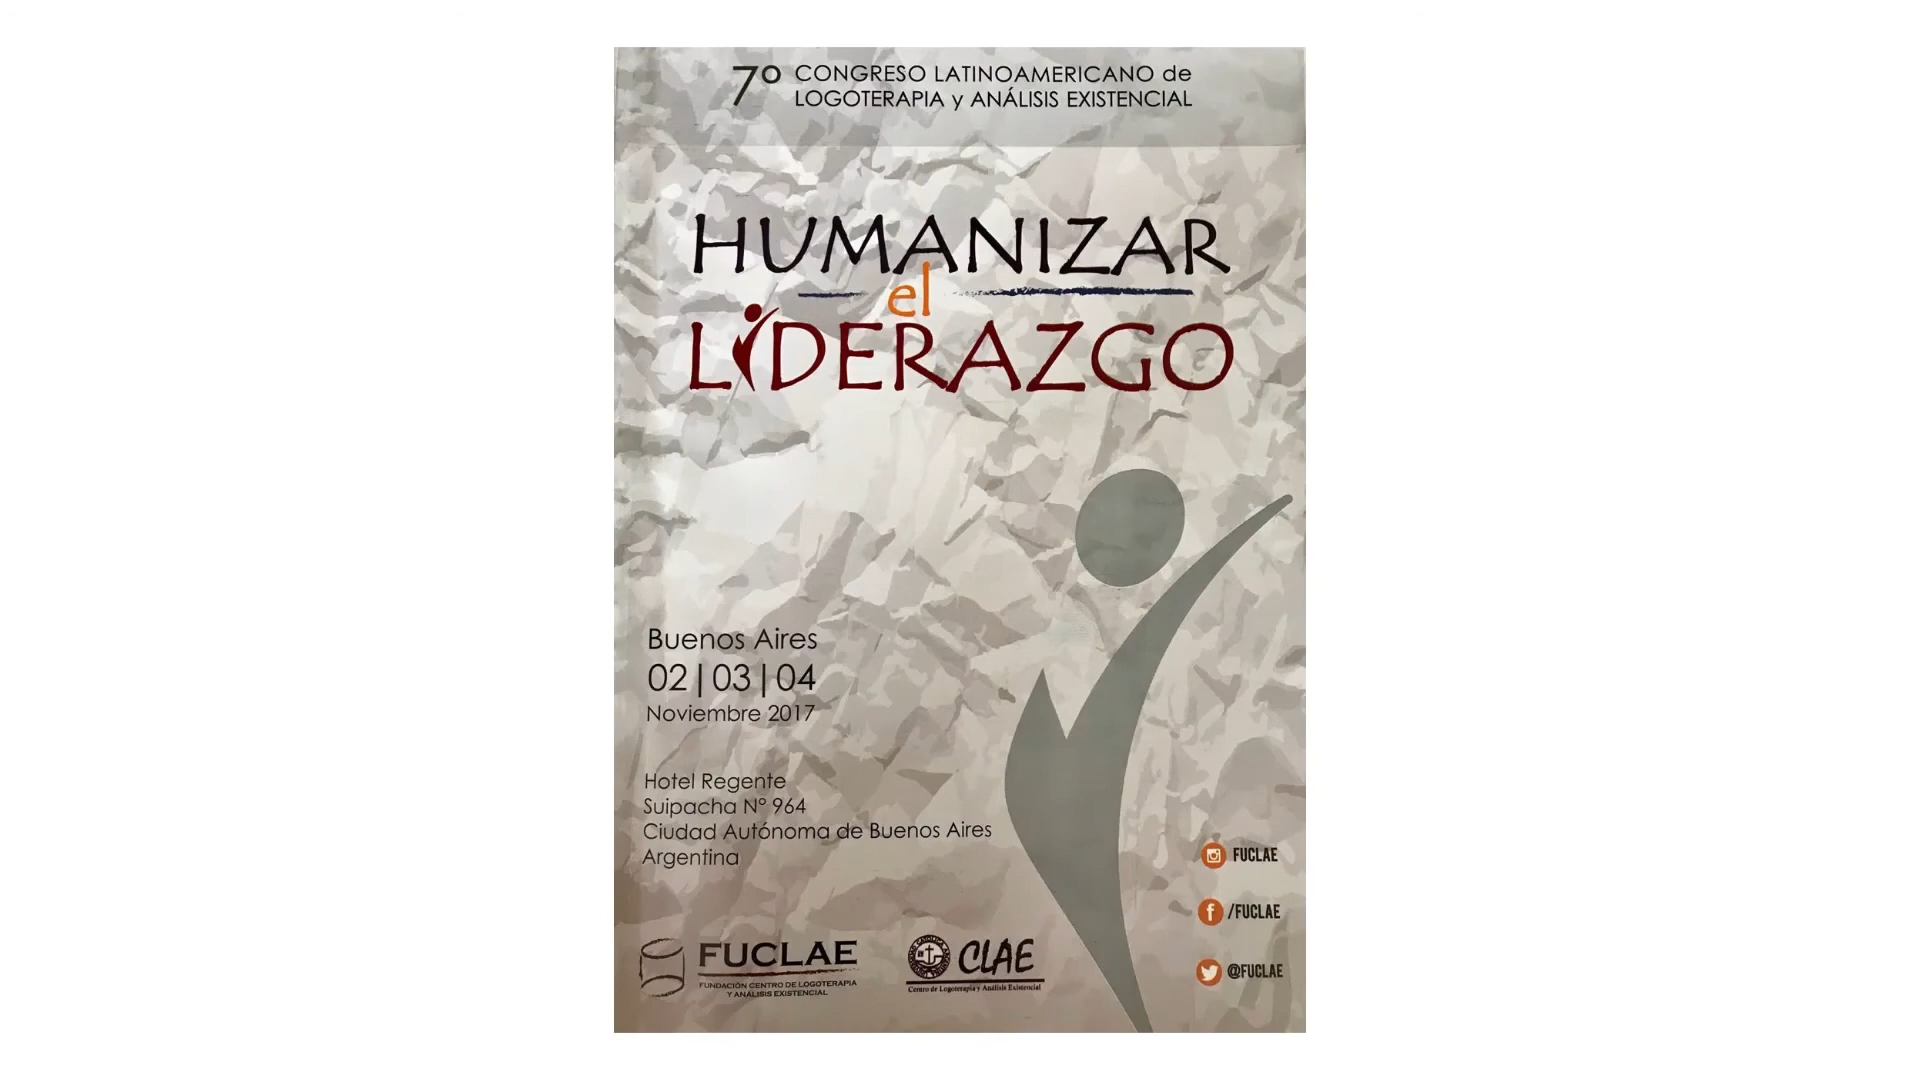 7º CONGRESO LATINOAMERICANO de
LOGOTERAPIA y ANÁLISIS EXISTENCIAL
HUMANIZAR
el
LIDERAZGO
Buenos Aires
02|03|04
Noviembre 2017
Hotel Regente
Suipacha Nº 964
Ciudad Autónoma de Buenos Aires
Argentina
FUCLAE
/FUCLAE
@FUCLAE
FUCLAE
FUNDACIÓN CENTRO DE LOGOTERAPIA
Y ANÁLISIS EXISTENCIAL
CLAE
Centro de Logoterapia y Análisis Existencial